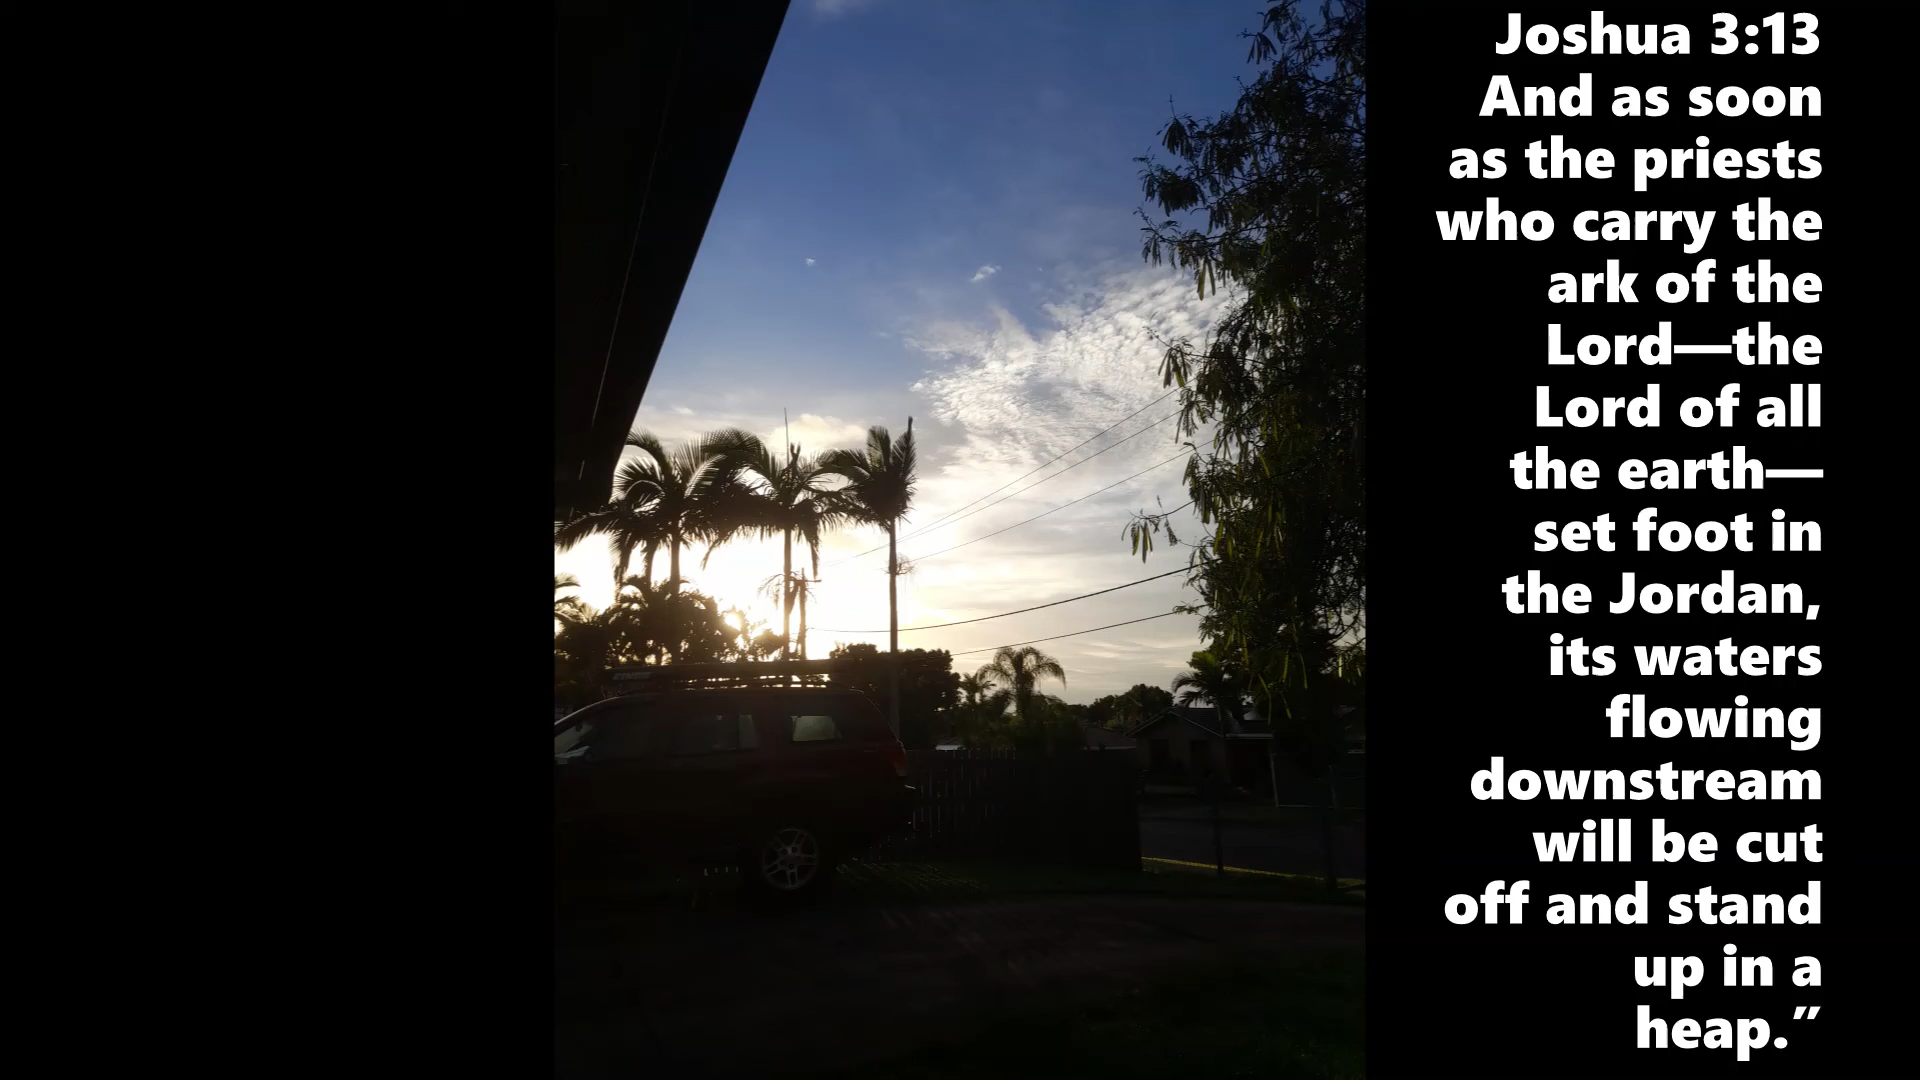 Joshua 3:13
And as soon
as the priests
who carry the
ark of the
Lord—the
Lord of all
the earth—
set foot in
the Jordan,
its waters
flowing
downstream
will be cut
off and stand
up in a
heap.”